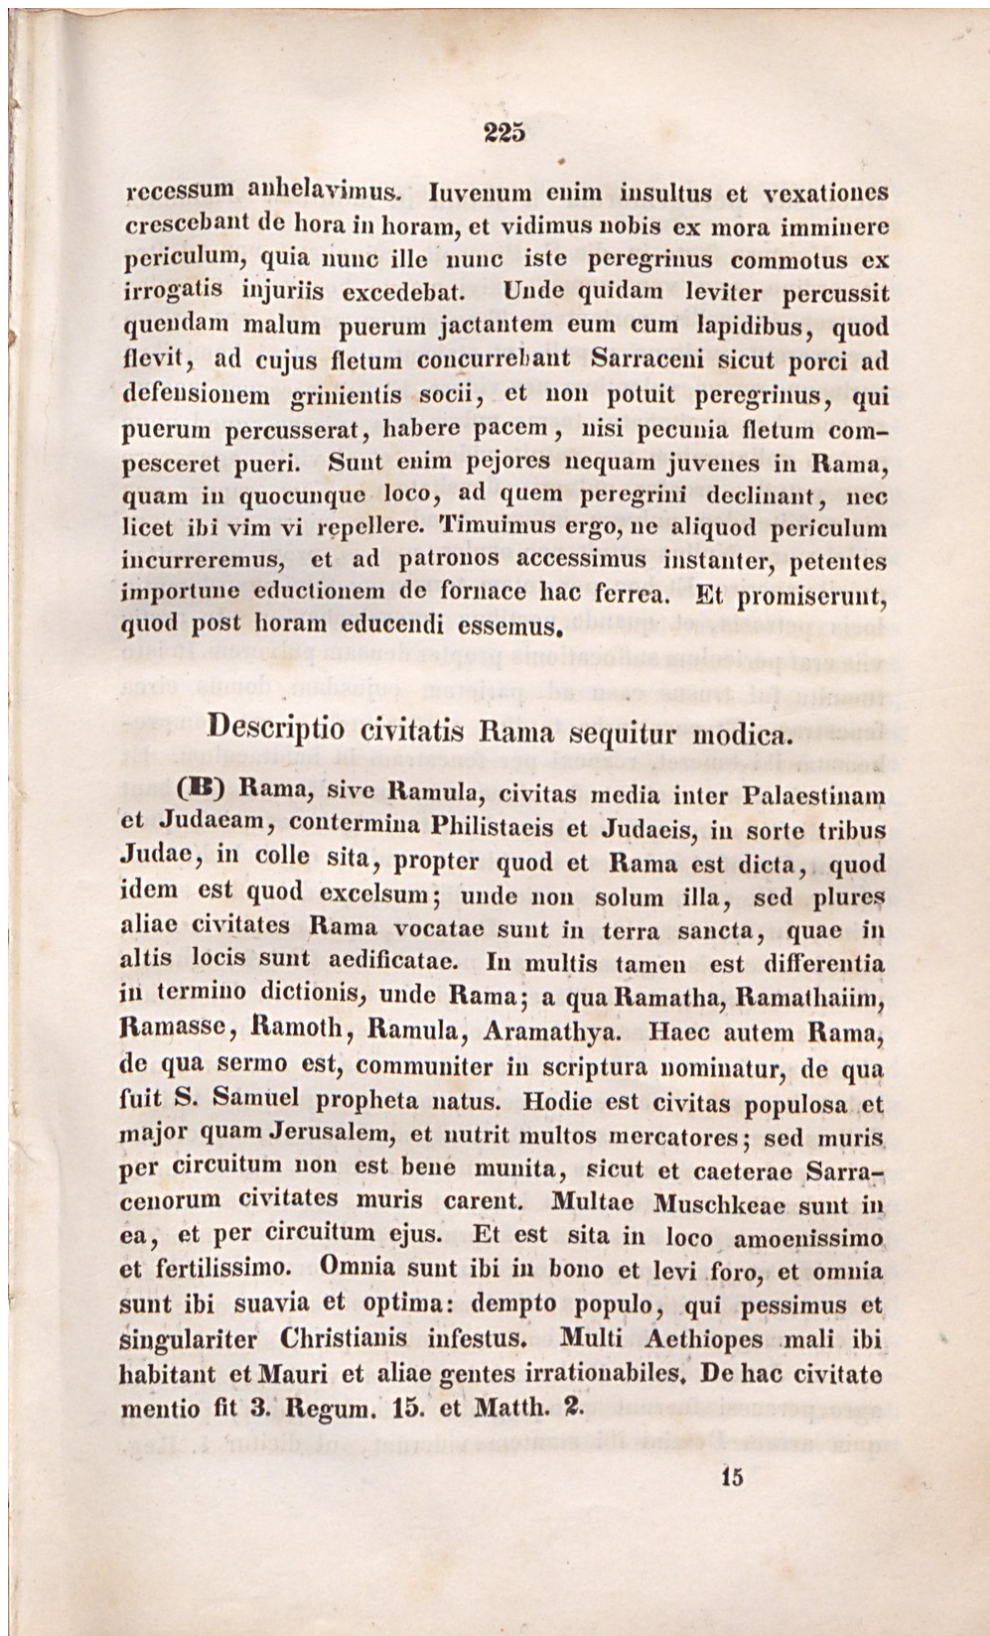 225
recessum anhelavimus. Iuvenum enim insultus et vexationes
crescebant de hora in horam, et vidimus nobis ex mora imminere
periculum, quia nunc ille nunc iste peregrinus commotus ex
irrogatis injuriis excedebat. Unde quidam leviter percussit
quendam malum puerum jactantem eum cum lapidibus, quod
flevit, ad cujus fletum concurrebant Sarraceni sicut porci ad
defensionem grinientis socii, et non potuit peregrinus, qui
puerum percusserat, habere pacem, nisi pecunia fletum com-
pesceret pueri. Sunt enim pejores nequam juvenes in Rama,
quam in quocunque loco, ad quem peregrini declinant, nec
licet ibi vim vi repellere. Timuimus ergo, ne aliquod periculum
incurreremus, et ad patronos accessimus instanter, petentes
importune eductionem de fornace hac ferrea. Et promiserunt,
quod post horam educendi essemus.
Descriptio civitatis Rama sequitur modica.
(B) Rama, sive Ramula, civitas media inter Palaestinam
et Judaeam, contermina Philistaeis et Judaeis, in sorte tribus
Judae, in colle sita, propter quod et Rama est dicta, quod
idem est quod excelsum; unde non solum illa, sed plures
aliae civitates Rama vocatae sunt in terra sancta, quae in
altis locis sunt aedificatae. In multis tamen est differentia
in termino dictionis, unde Rama; a qua Ramatha, Ramathaiim,
Ramasse, Ramoth, Ramula, Aramathya. Haec autem Rama,
de qua sermo est, communiter in scriptura nominatur, de qua
fuit S. Samuel propheta natus. Hodie est civitas populosa et
major quam Jerusalem, et nutrit multos mercatores; sed muris
per circuitum non est bene munita, sicut et caeterae Sarra-
cenorum civitates muris carent. Multae Muschkeae sunt in
ea, et per circuitum ejus. Et est sita in loco amoenissimo
et fertilissimo. Omnia sunt ibi in bono et levi foro, et omnia
sunt ibi suavia et optima: dempto populo, qui pessimus et
singulariter Christianis infestus. Multi Aethiopes mali ibi
habitant et Mauri et aliae gentes irrationabiles. De hac civitate
mentio fit 3. Regum. 15. et Matth. 2.
15